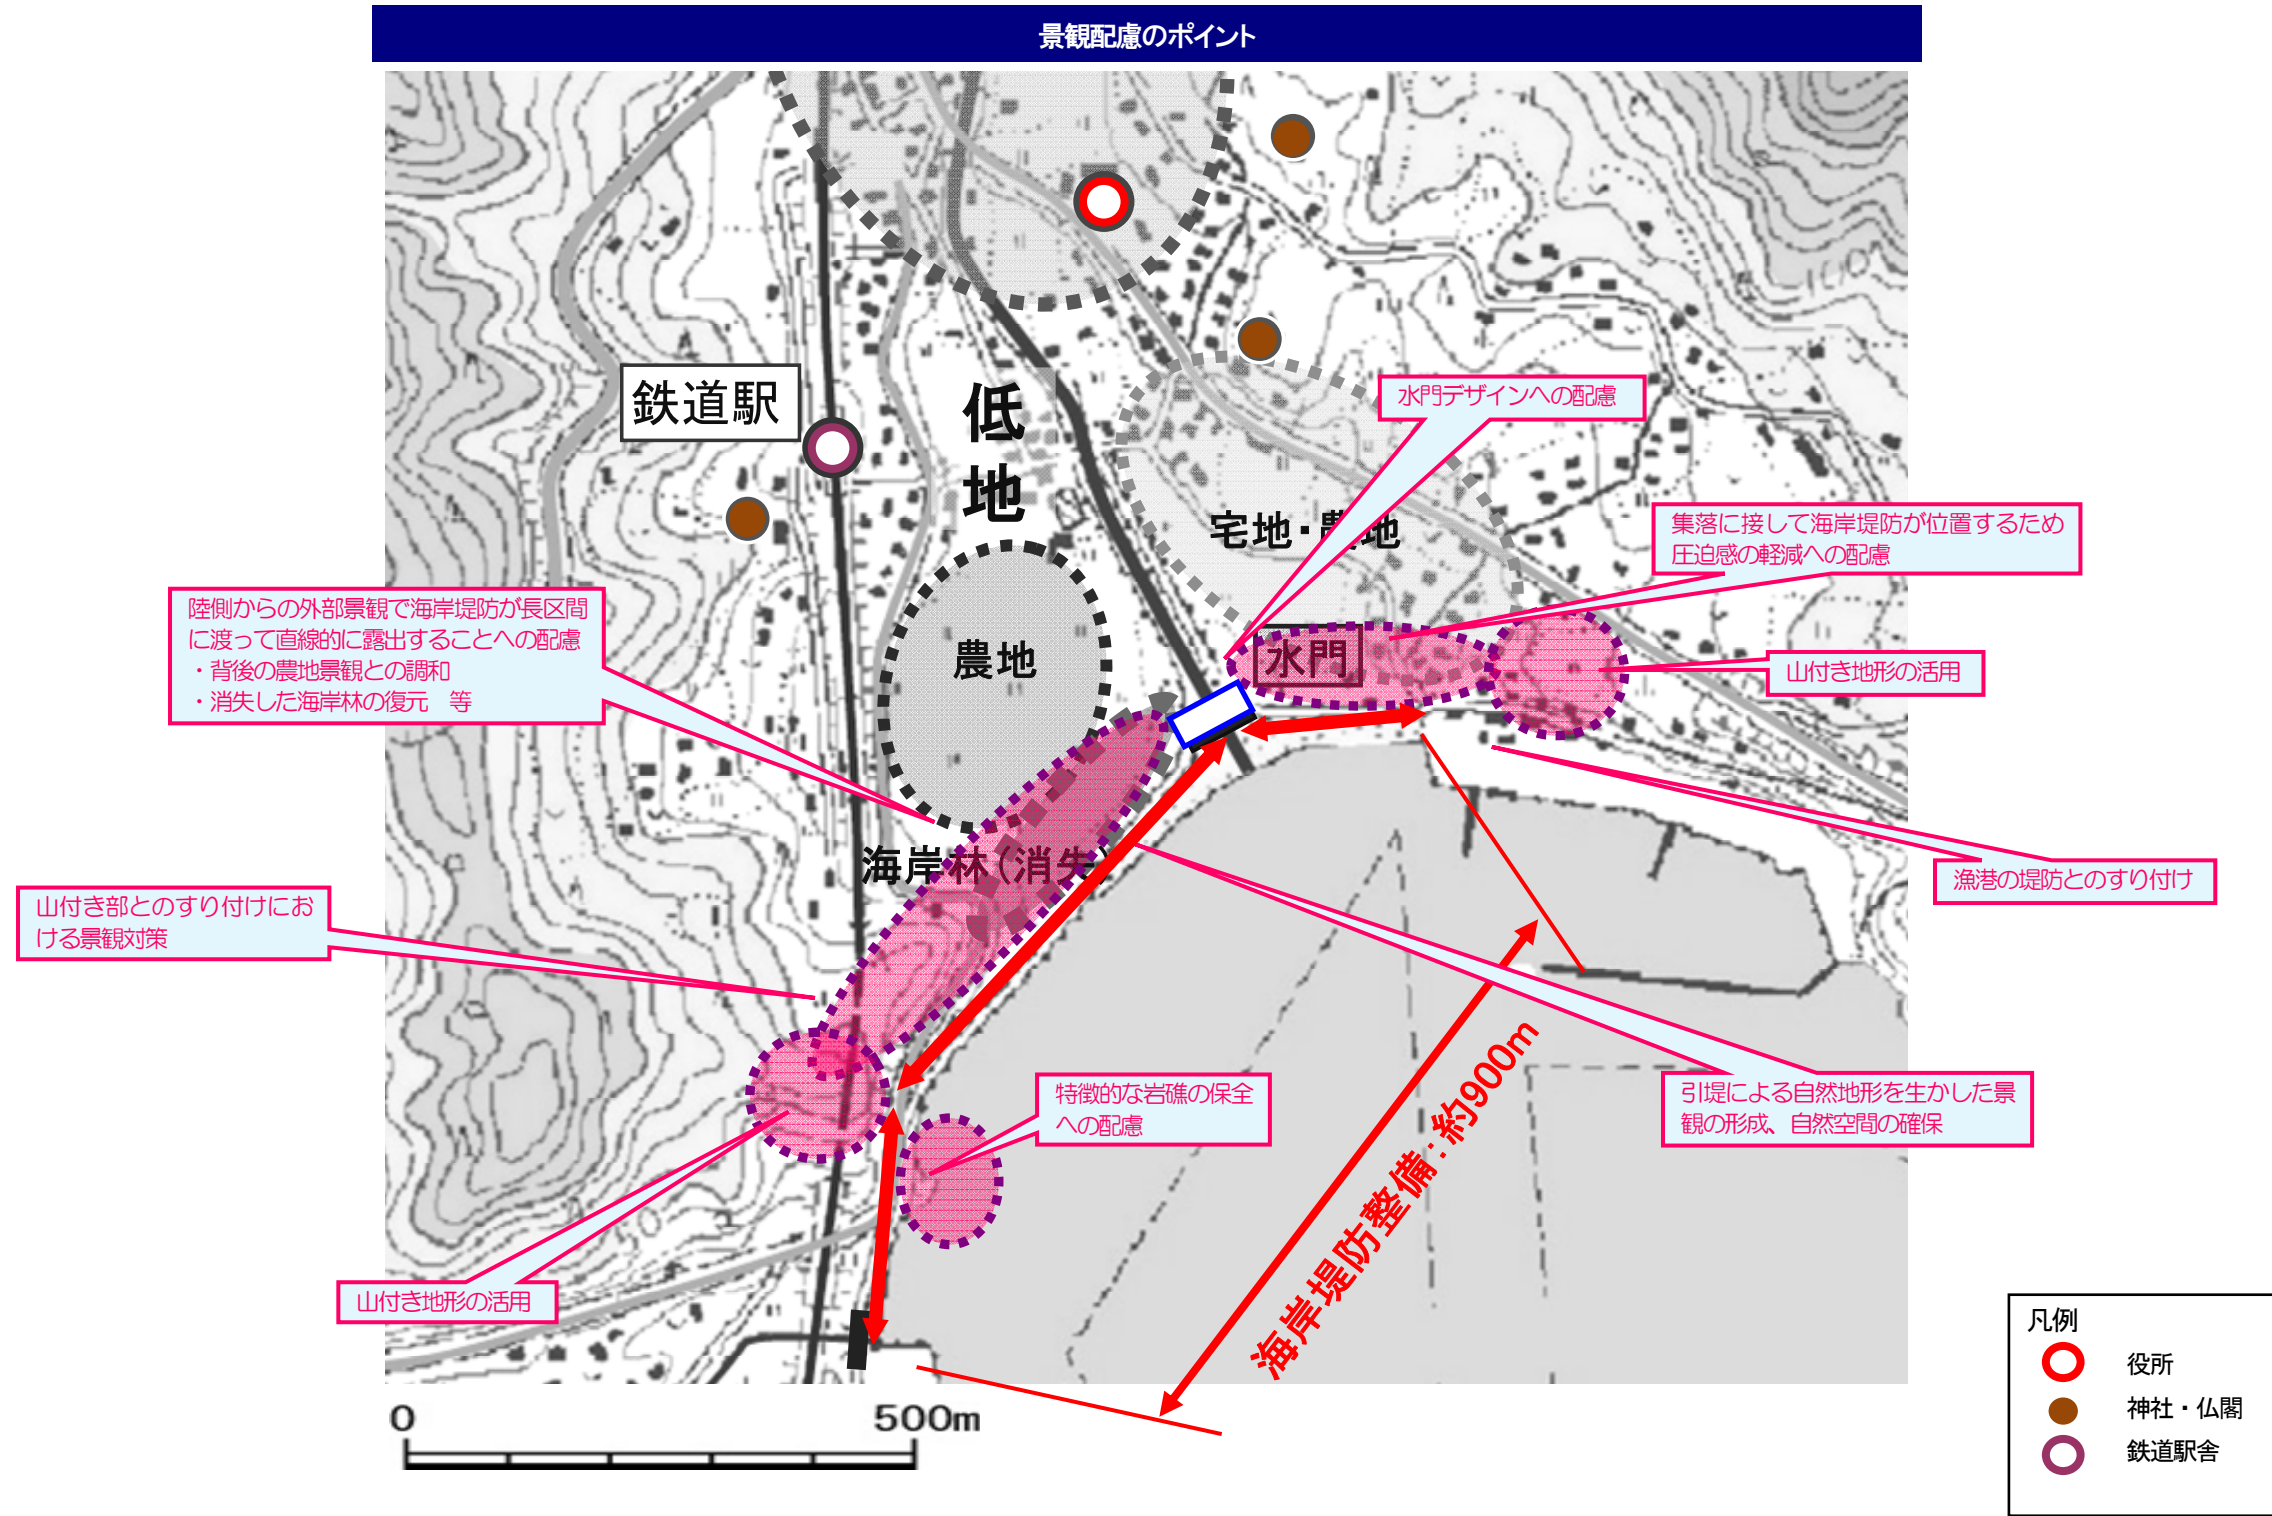 景観配慮のポイント
鉄道駅
低
地
水門デザインへの配慮
宅地・農地
集落に接して海岸堤防が位置するため
圧迫感の軽減への配慮
陸側からの外部景観で海岸堤防が長区間
に渡って直線的に露出することへの配慮
・背後の農地景観との調和
・消失した海岸林の復元　等
農地
水門
山付き地形の活用
海岸林(消失)
漁港の堤防とのすり付け
山付き部とのすり付けにお
ける景観対策
特徴的な岩礁の保全
への配慮
引堤による自然地形を生かした景
観の形成、自然空間の確保
海岸堤防整備：約900m
山付き地形の活用
0
500m
凡例
役所
神社・仏閣
鉄道駅舎